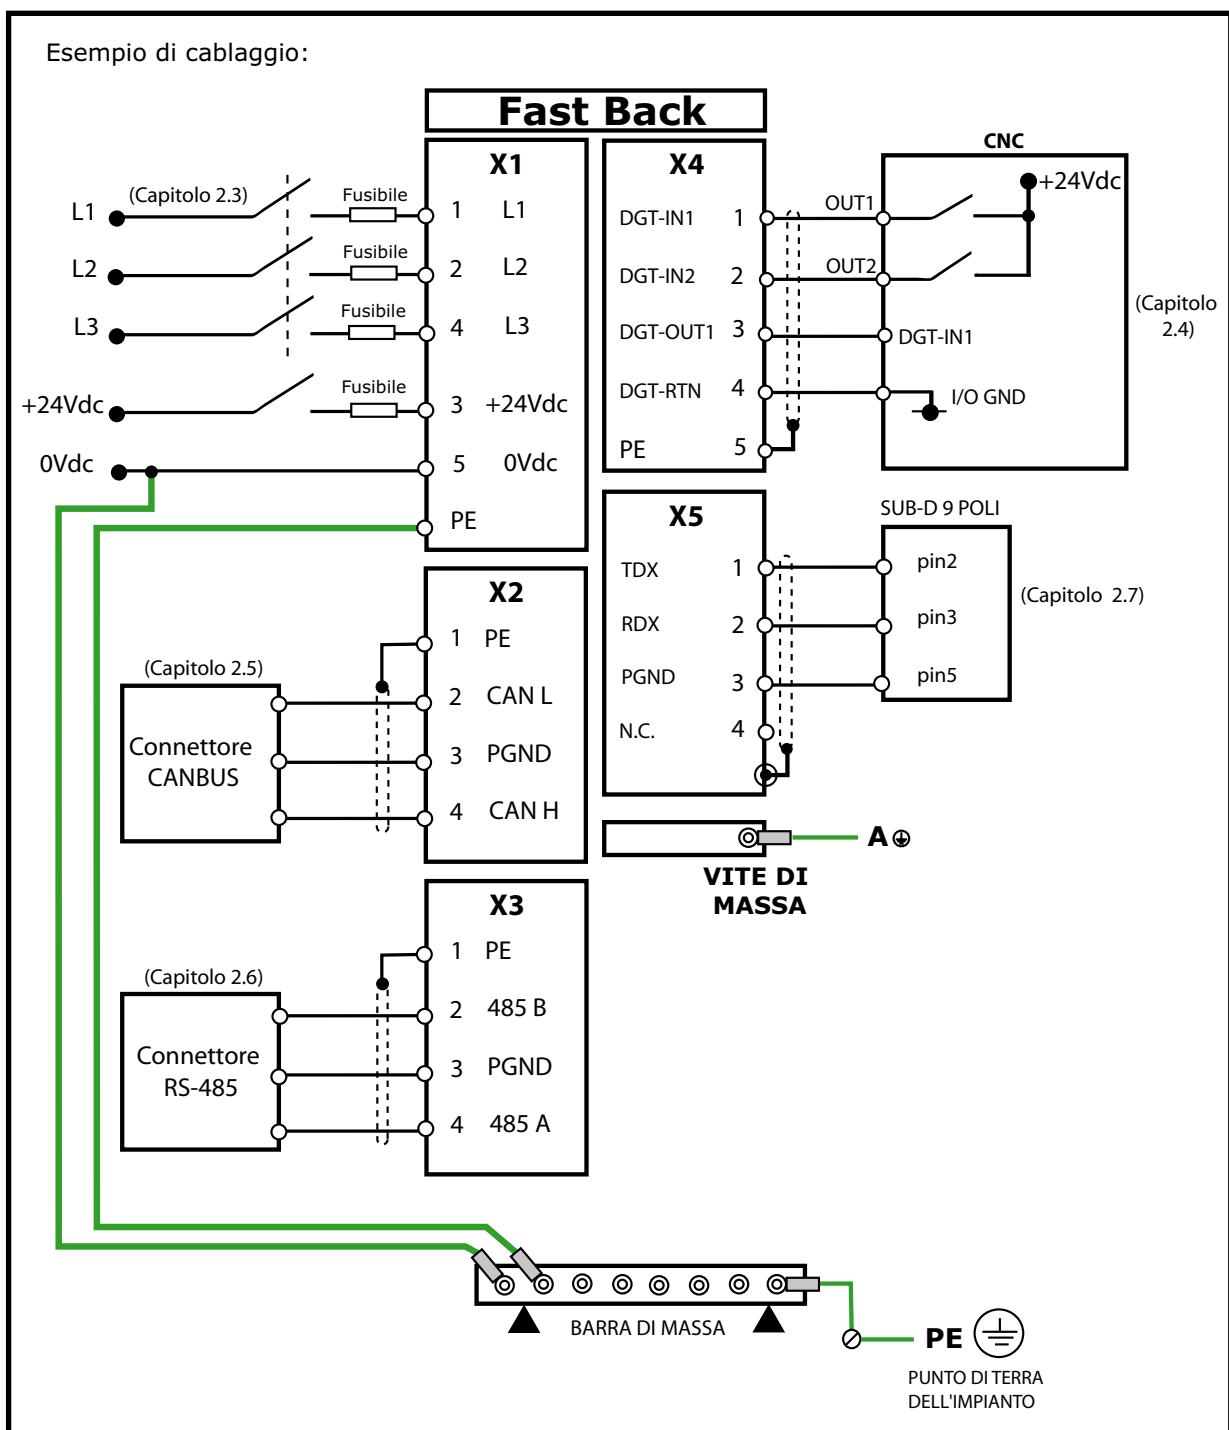 Esempio di cablaggio:
Fast Back
X1
(Capitolo 2.3)
L1 Fusibile 1 L1
L2 Fusibile 2 L2
L3 Fusibile 4 L3
+24Vdc Fusibile 3 +24Vdc
0Vdc 5 0Vdc
PE
X4
DGT-IN1 1
DGT-IN2 2
DGT-OUT1 3
DGT-RTN 4
PE 5
CNC
+24Vdc
OUT1
OUT2
DGT-IN1
I/O GND
(Capitolo
2.4)
X5
TDX 1
RDX 2
PGND 3
N.C. 4
SUB-D 9 POLI
pin2
pin3
pin5
(Capitolo 2.7)
X2
1 PE
2 CAN L
3 PGND
4 CAN H
(Capitolo 2.5)
Connettore
CANBUS
A
VITE DI
MASSA
X3
1 PE
2 485 B
3 PGND
4 485 A
(Capitolo 2.6)
Connettore
RS-485
BARRA DI MASSA
PE
PUNTO DI TERRA
DELL'IMPIANTO